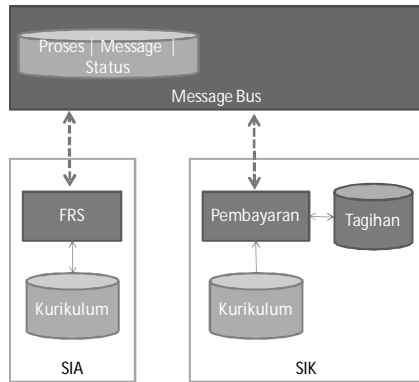 Proses | Message |
Status
Message Bus
FRS
Pembayaran
Tagihan
Kurikulum
Kurikulum
SIA
SIK